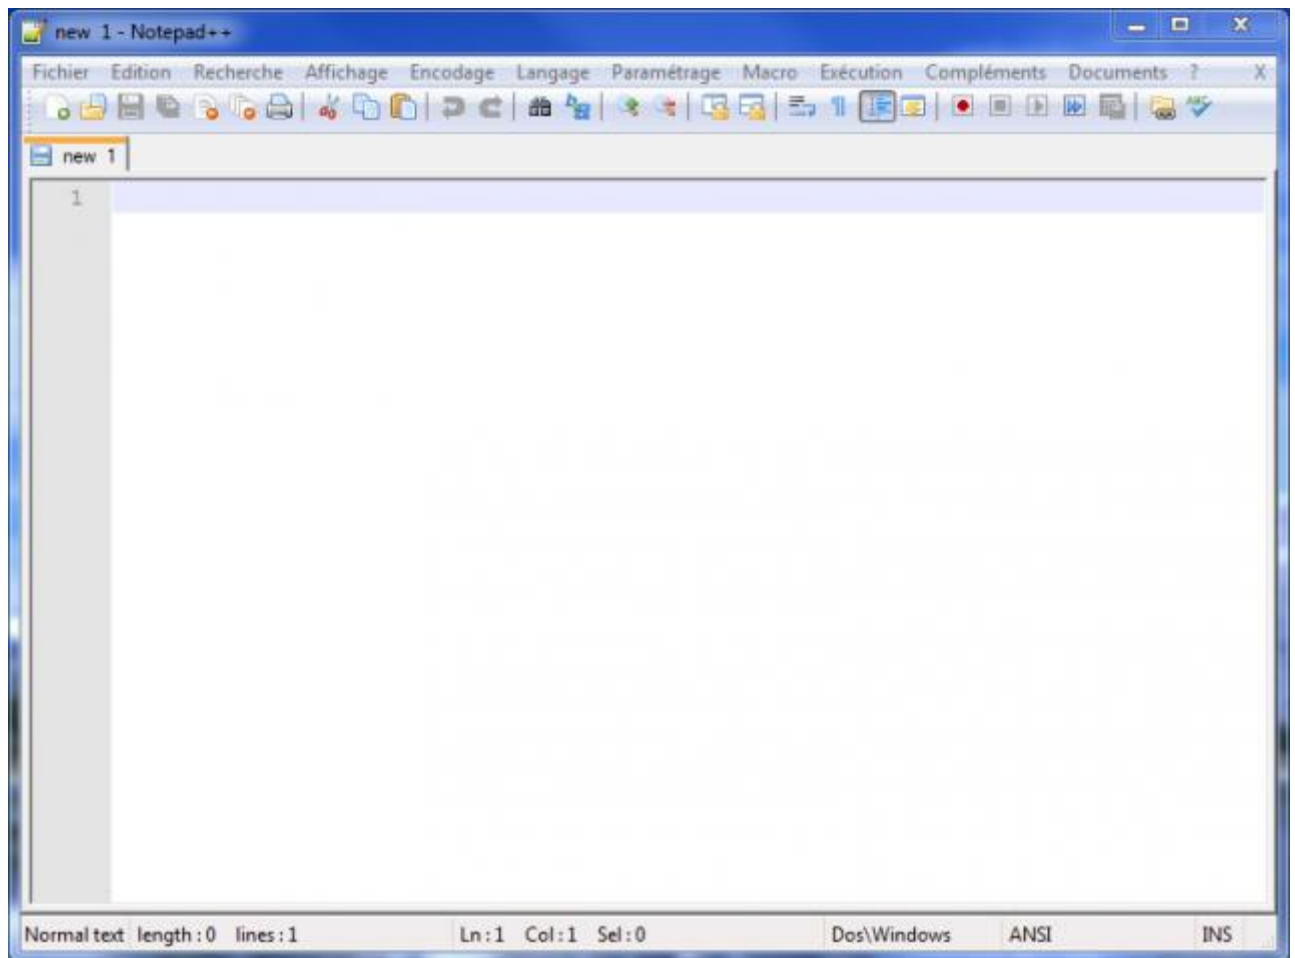 new 1 - Notepad++
Fichier Edition Recherche Affichage Encodage Langage Paramétrage Macro Exécution Compléments Documents ? X
ABC
new 1
1
Normal text length : 0 lines : 1 Ln : 1 Col : 1 Sel : 0 Dos\Windows ANSI INS